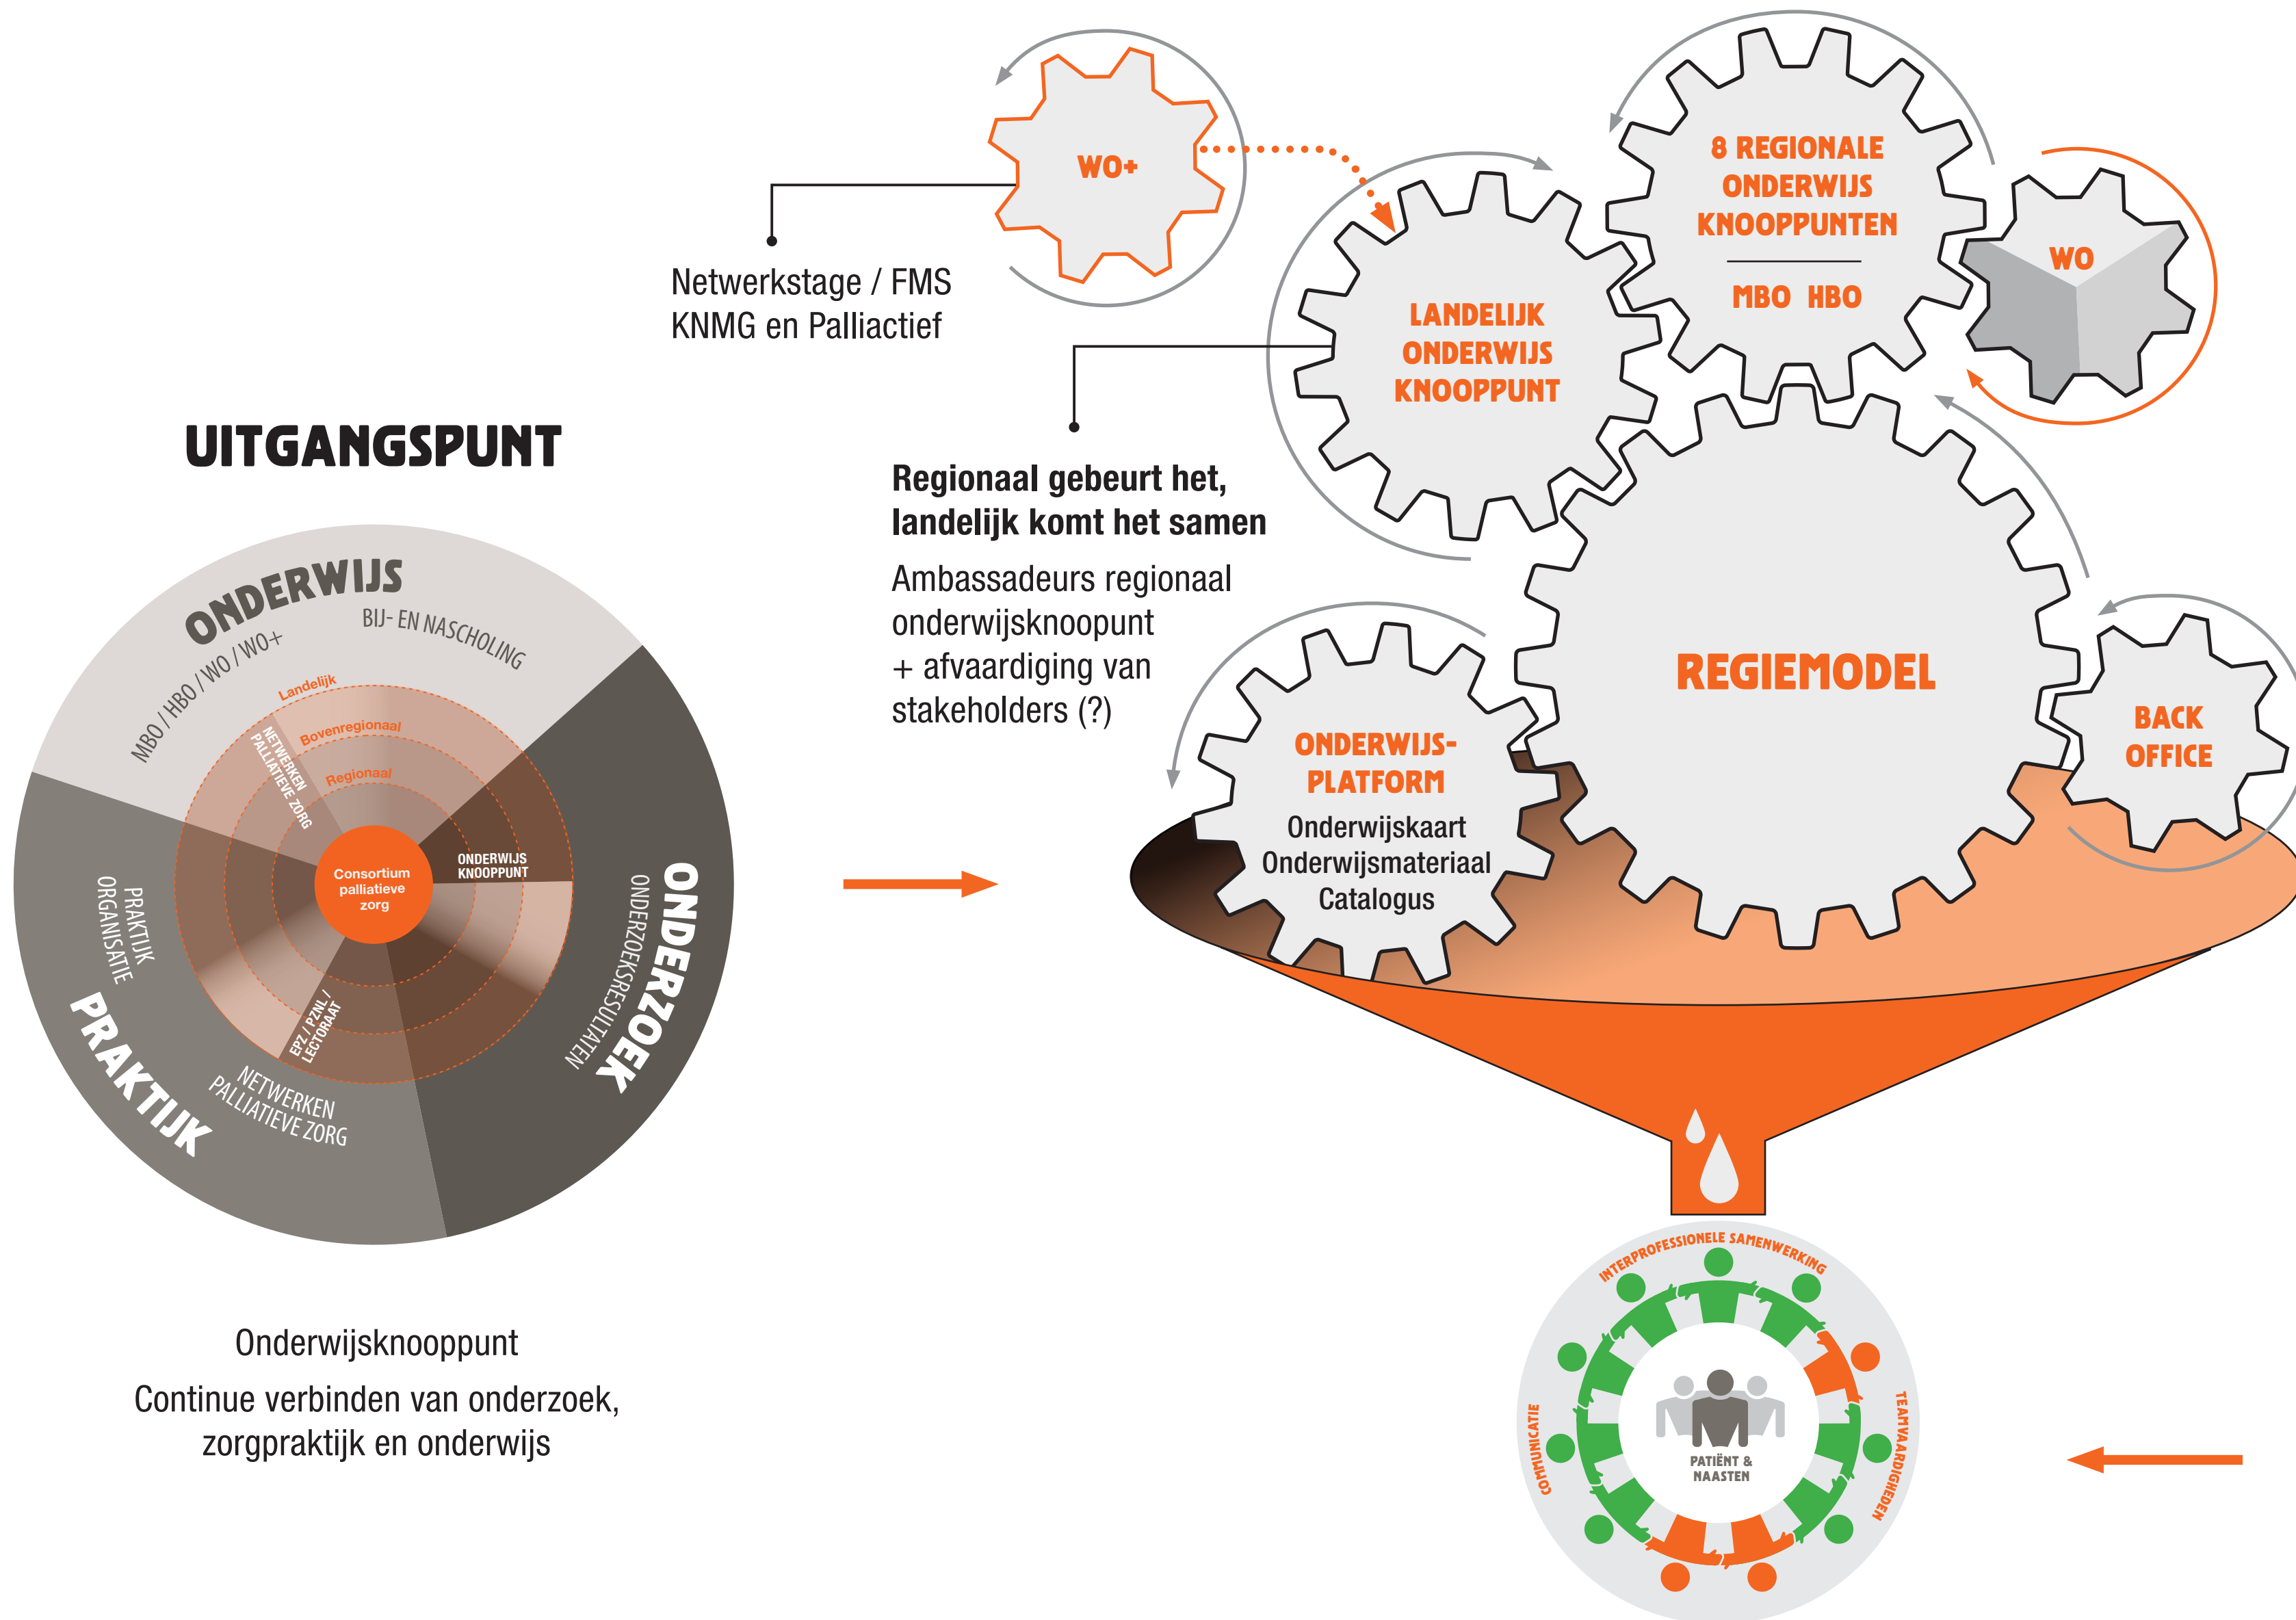 WO+
Netwerkstage / FMS
KNMG en Palliactief
8 REGIONALE
ONDERWIJS
KNOOPPUNTEN
MBO HBO
WO
LANDELIJK
ONDERWIJS
KNOOPPUNT
Regionaal gebeurt het,
landelijk komt het samen
Ambassadeurs regionaal
onderwijsknoopunt
+ afvaardiging van
stakeholders (?)
REGIEMODEL
BACK
OFFICE
ONDERWIJS-
PLATFORM
Onderwijskaart
Onderwijsmateriaal
Catalogus
UITGANGSPUNT
ONDERWIJS
MBO / HBO / WO / WO+
BIJ- EN NASCHOLING
Landelijk
Bovenregionaal
Regionaal
NETWERKEN
PALLIATIEVE ZORG
Consortium
palliatieve
zorg
ONDERWIJS
KNOOPPUNT
ONDERZOEK
ONDERZOEKSRESULTATEN
PRAKTIJK
ORGANISATIE
PRAKTIJK
EPZ / PZNL /
LECTORAAT
NETWERKEN
PALLIATIEVE ZORG
Onderwijsknooppunt
Continue verbinden van onderzoek,
zorgpraktijk en onderwijs
INTERPROFESSIONELE SAMENWERKING
COMMUNICATIE
TEAMVAARDIGHEDEN
PATIËNT &
NAASTEN